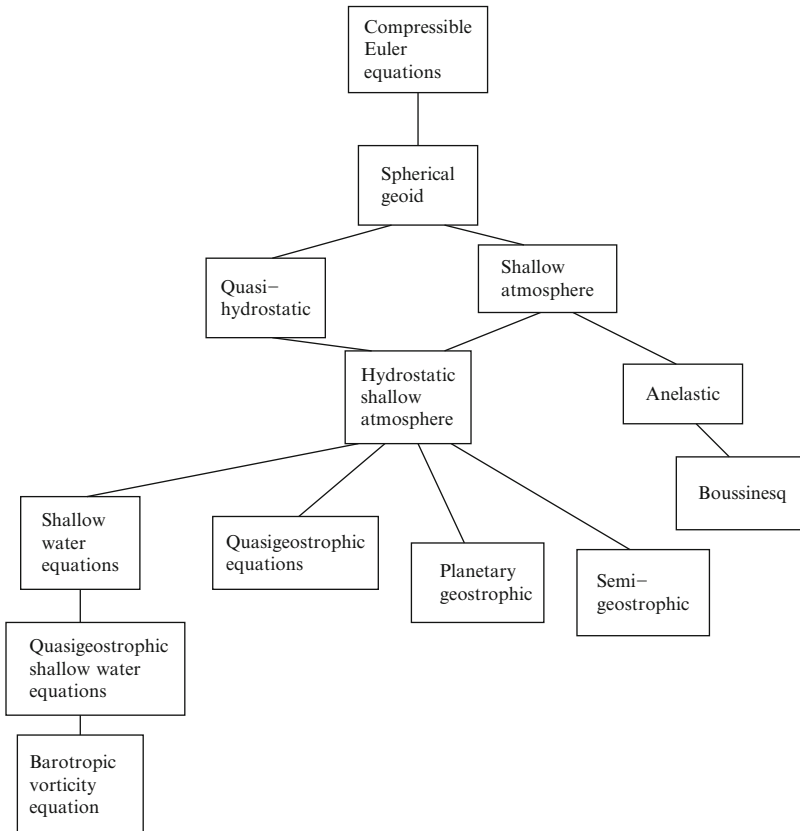 Compressible
Euler
equations
Spherical
geoid
Quasi−
hydrostatic
Shallow
atmosphere
Hydrostatic
shallow
atmosphere
Anelastic
Boussinesq
Shallow
water
equations
Quasigeostrophic
equations
Planetary
geostrophic
Semi−
geostrophic
Quasigeostrophic
shallow water
equations
Barotropic
vorticity
equation